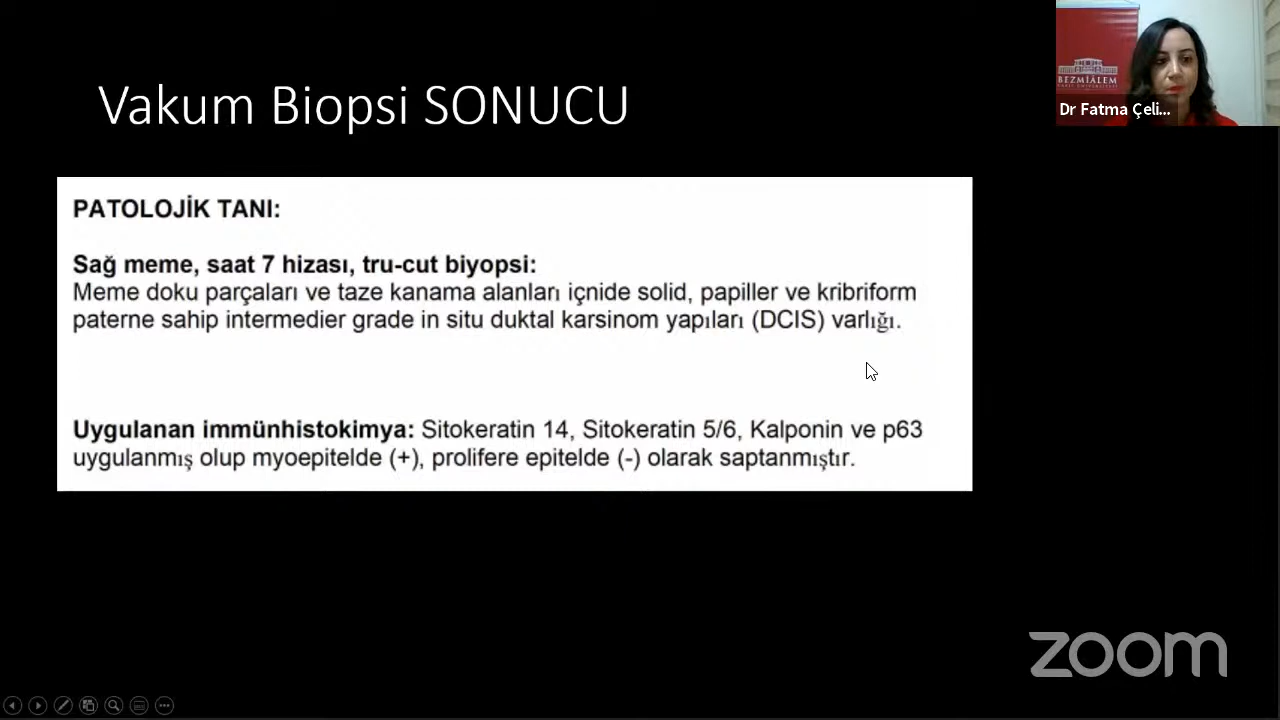 Vakum Biopsi SONUCU
PATOLOJİK TANI:
Sağ meme, saat 7 hizası, tru-cut biyopsi:
Meme doku parçaları ve taze kanama alanları içnide solid, papiller ve kribriform
paterne sahip intermedier grade in situ duktal karsinom yapıları (DCIS) varlığı.
Uygulanan immünhistokimya: Sitokeratin 14, Sitokeratin 5/6, Kalponin ve p63
uygulanmış olup myoepitelde (+), prolifere epitelde (-) olarak saptanmıştır.
BEZMİÂLEM
Dr Fatma Çeli...
zoom